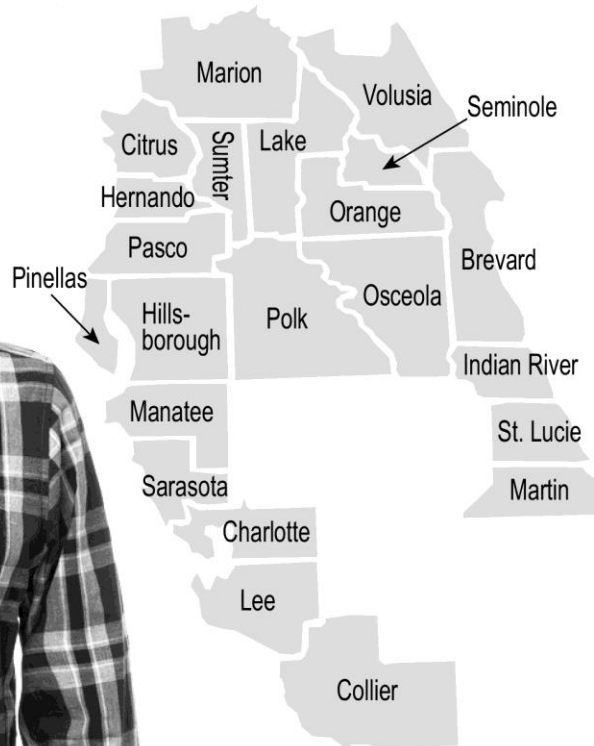 Marion
Volusia
Seminole
Citrus
Sumter
Lake
Hernando
Orange
Pasco
Brevard
Pinellas
Osceola
Hills-
borough
Polk
Indian River
Manatee
St. Lucie
Sarasota
Martin
Charlotte
Lee
Collier